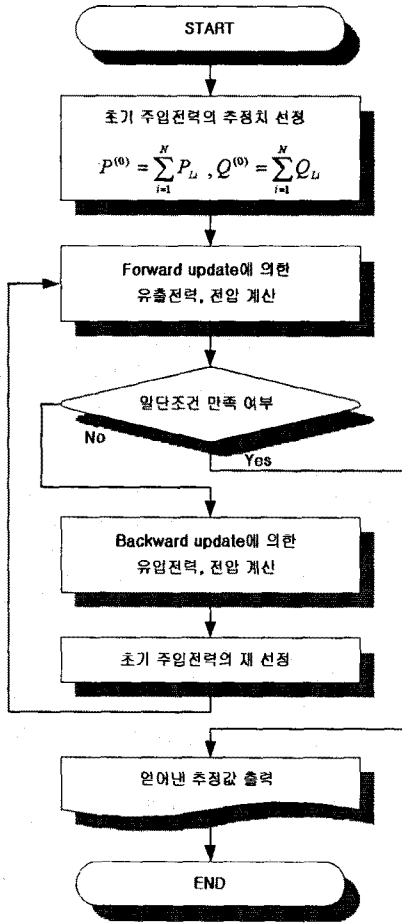 START
초기 주입전력의 추정치 선정
P^{(0)} = \sum_{i=1}^{N} P_{Li} , Q^{(0)} = \sum_{i=1}^{N} Q_{Li}
Forward update에 의한
유출전력, 전압 계산
말단조건 만족 여부
No
Yes
Backward update에 의한
유입전력, 전압 계산
초기 주입전력의 재 선정
얻어낸 추정값 출력
END